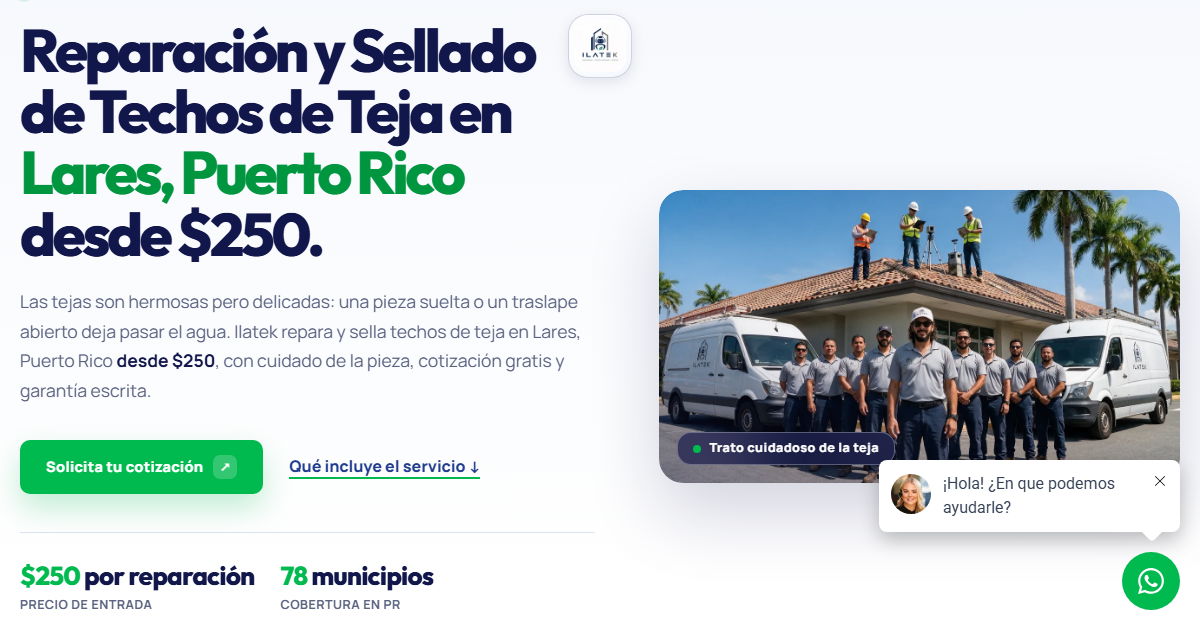 Reparación y Sellado
de Techos de Teja en
Lares, Puerto Rico
desde $250.
ILATEK
Las tejas son hermosas pero delicadas: una pieza suelta o un traslape
abierto deja pasar el agua. Ilatek repara y sella techos de teja en Lares,
Puerto Rico desde $250, con cuidado de la pieza, cotización gratis y
garantía escrita.
Solicita tu cotización ↗
Qué incluye el servicio ↓
$250 por reparación
PRECIO DE ENTRADA
78 municipios
COBERTURA EN PR
ILATEK
ILATEK
Trato cuidadoso de la teja
¡Hola! ¿En que podemos
ayudarle?